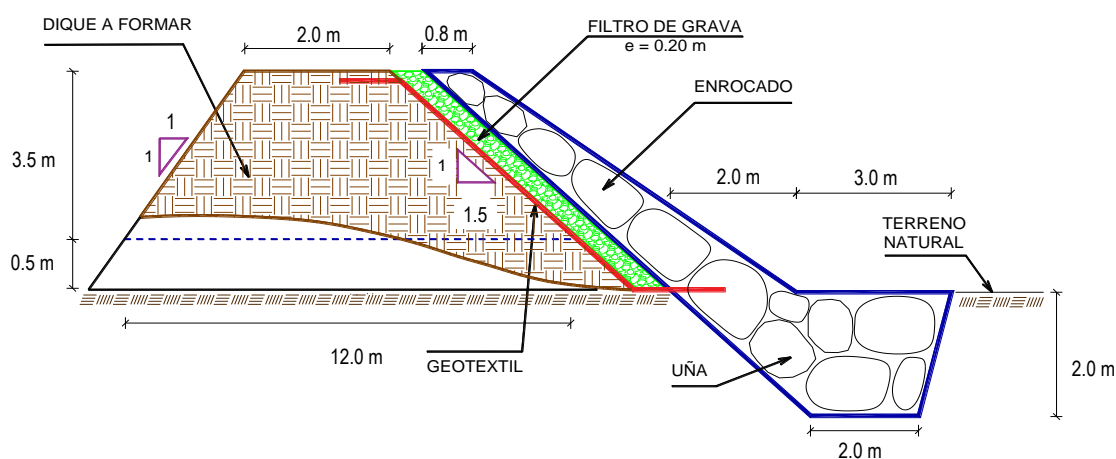 DIQUE A FORMAR
2.0 m
0.8 m
FILTRO DE GRAVA
e = 0.20 m
ENROCADO
1
1
3.5 m
1
1.5
2.0 m
3.0 m
TERRENO
NATURAL
0.5 m
12.0 m
GEOTEXTIL
UÑA
2.0 m
2.0 m